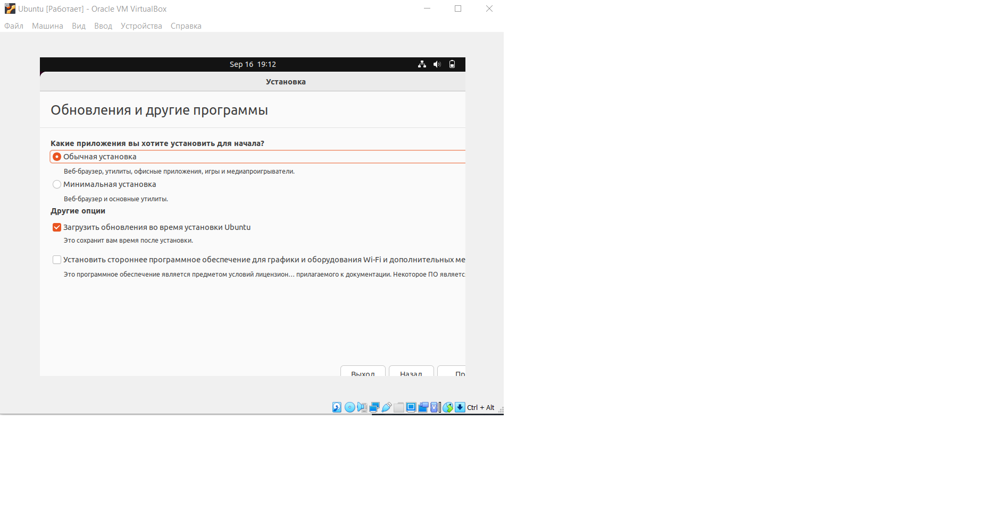 Ubuntu [Работает] - Oracle VM VirtualBox
Файл Машина Вид Ввод Устройства Справка
Sep 16 19:12
Установка
Обновления и другие программы
Какие приложения вы хотите установить для начала?
Обычная установка
Веб-браузер, утилиты, офисные приложения, игры и медиапроигрыватели.
Минимальная установка
Веб-браузер и основные утилиты.
Другие опции
Загрузить обновления во время установки Ubuntu
Это сохранит вам время после установки.
Установить стороннее программное обеспечение для графики и оборудования Wi-Fi и дополнительных ме
Это программное обеспечение является предметом условий лицензион… прилагаемого к документации. Некоторое ПО являетс
Выход Назад Пр
Ctrl + Alt